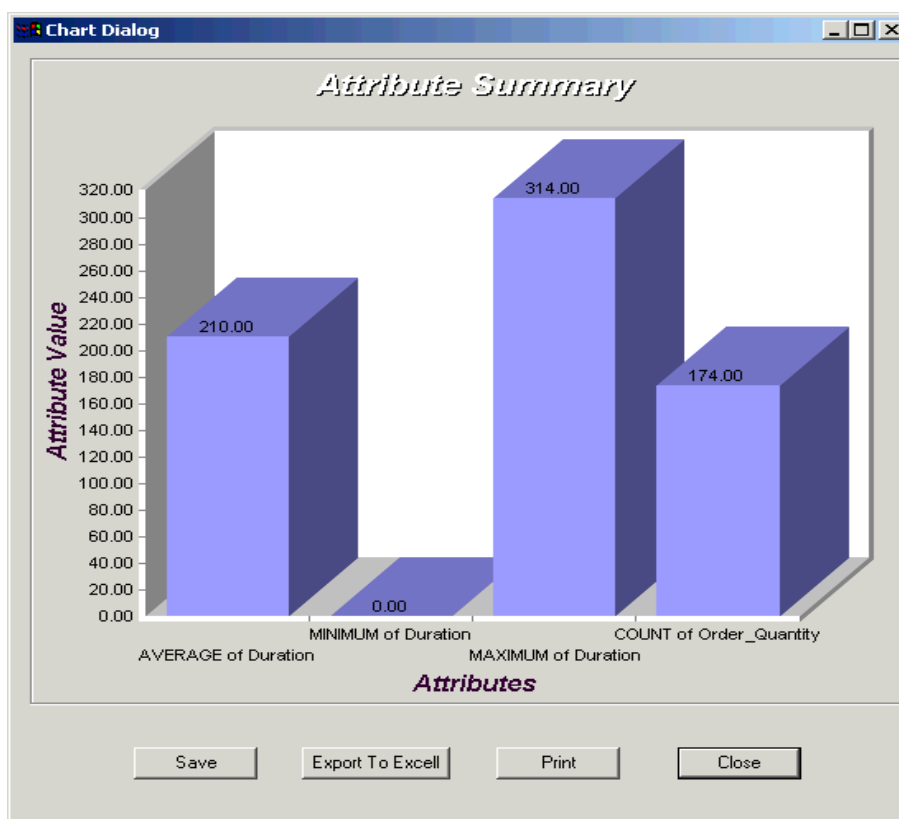 Chart Dialog
Attribute Summary
Attribute Value
320.00
300.00
280.00
260.00
240.00
220.00
200.00
180.00
160.00
140.00
120.00
100.00
80.00
60.00
40.00
20.00
0.00
210.00
0.00
314.00
174.00
AVERAGE of Duration
MINIMUM of Duration
MAXIMUM of Duration
COUNT of Order_Quantity
Attributes
Save
Export To Excell
Print
Close